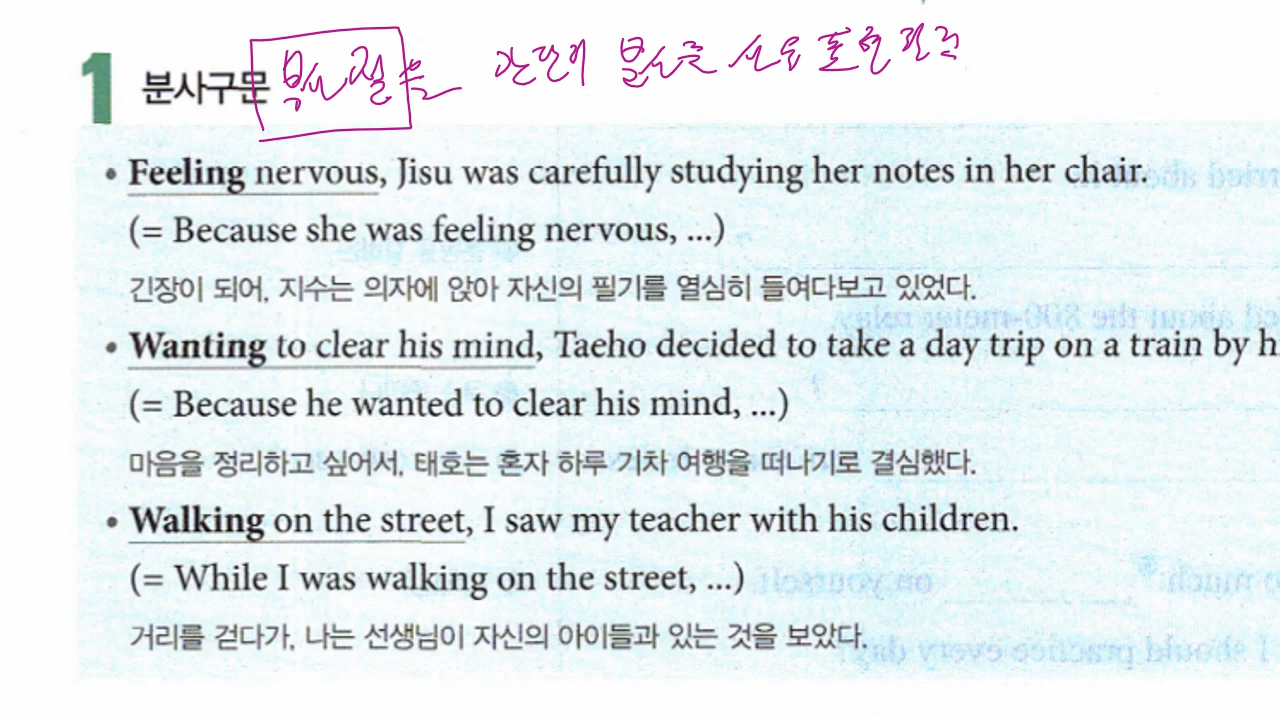 1 분사구문 부사절을 간단히 분사를 사용 표현한다
• Feeling nervous, Jisu was carefully studying her notes in her chair.
(= Because she was feeling nervous, ...)
긴장이 되어, 지수는 의자에 앉아 자신의 필기를 열심히 들여다보고 있었다.
• Wanting to clear his mind, Taeho decided to take a day trip on a train by h
(= Because he wanted to clear his mind, ...)
마음을 정리하고 싶어서, 태호는 혼자 하루 기차 여행을 떠나기로 결심했다.
• Walking on the street, I saw my teacher with his children.
(= While I was walking on the street, ...)
거리를 걷다가, 나는 선생님이 자신의 아이들과 있는 것을 보았다.